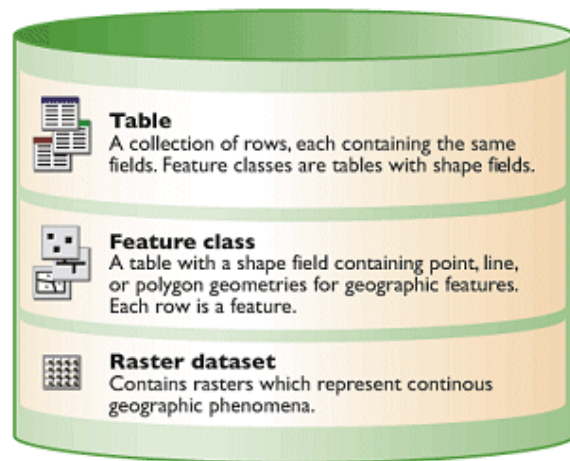 Table
A collection of rows, each containing the same
fields. Feature classes are tables with shape fields.
Feature class
A table with a shape field containing point, line,
or polygon geometries for geographic features.
Each row is a feature.
Raster dataset
Contains rasters which represent continous
geographic phenomena.